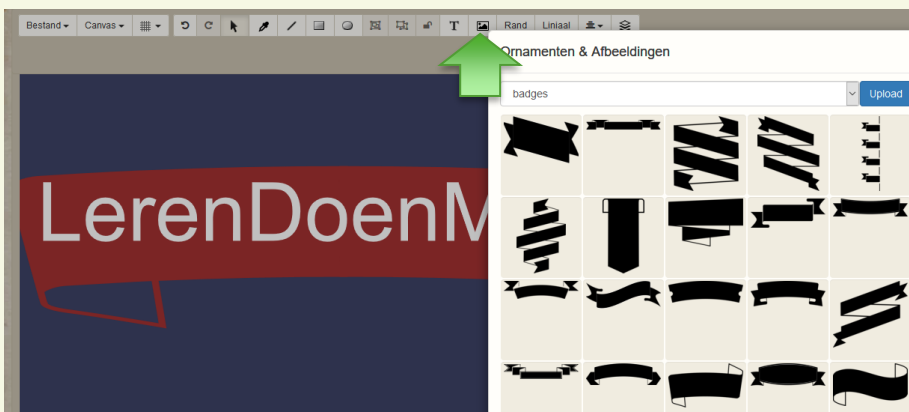 Bestand Canvas T Rand Liniaal
Ornamenten & Afbeeldingen
badges Upload
LerenDoenM